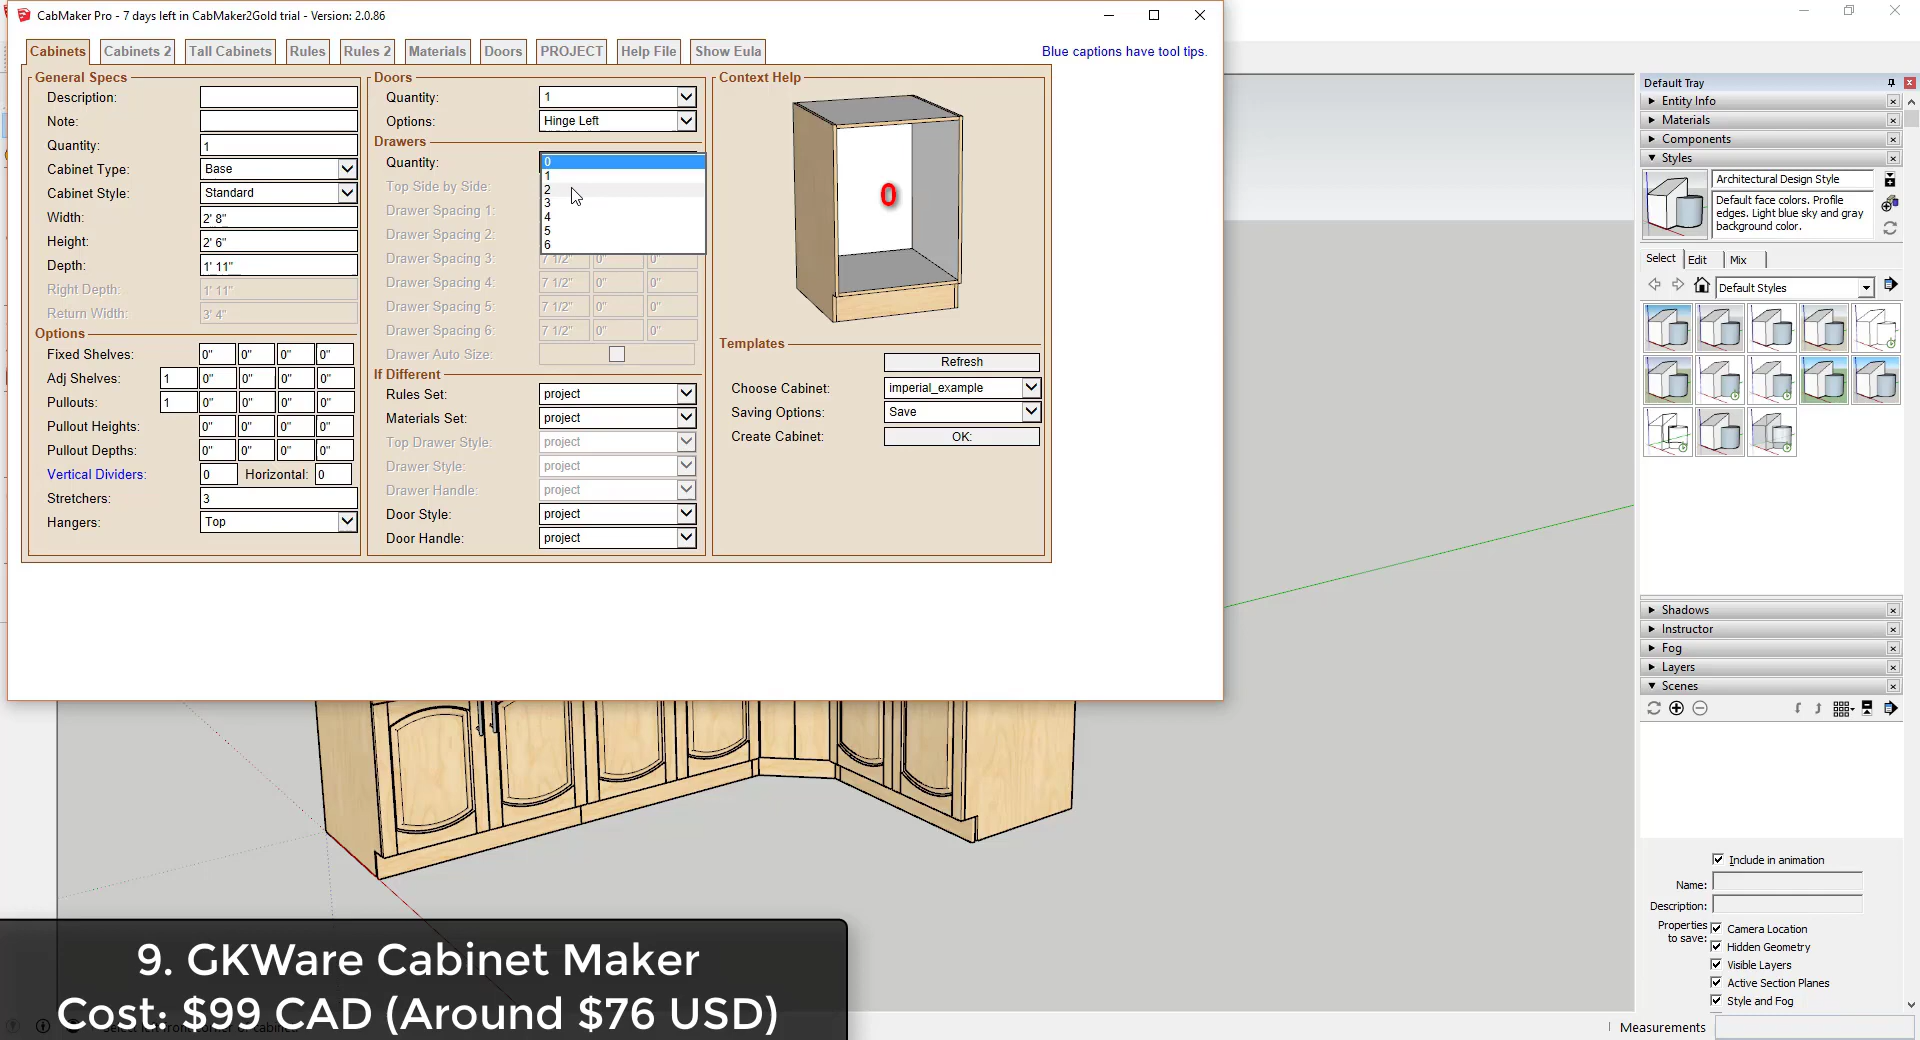 CabMaker Pro - 7 days left in CabMaker2Gold trial - Version: 2.0.86
Cabinets Cabinets 2 Tall Cabinets Rules Rules 2 Materials Doors PROJECT Help File Show Eula
Blue captions have tool tips.
General Specs
Description:
Note:
Quantity: 1
Cabinet Type: Base
Cabinet Style: Standard
Width: 2' 8"
Height: 2' 6"
Depth: 1' 11"
Right Depth: 1' 11"
Return Width: 3' 4"
Options
Fixed Shelves: 0" 0" 0" 0"
Adj Shelves: 1 0" 0" 0" 0"
Pullouts: 1 0" 0" 0" 0"
Pullout Heights: 0" 0" 0" 0"
Pullout Depths: 0" 0" 0" 0"
Vertical Dividers: 0 Horizontal: 0
Stretchers: 3
Hangers: Top
Doors
Quantity: 1
Options: Hinge Left
Drawers
Quantity:
0
1
2
3
4
5
6
Top Side by Side:
Drawer Spacing 1:
Drawer Spacing 2:
Drawer Spacing 3: 7 1/2" 0" 0"
Drawer Spacing 4: 7 1/2" 0" 0"
Drawer Spacing 5: 7 1/2" 0" 0"
Drawer Spacing 6: 7 1/2" 0" 0"
Drawer Auto Size:
If Different
Rules Set: project
Materials Set: project
Top Drawer Style: project
Drawer Style: project
Drawer Handle: project
Door Style: project
Door Handle: project
Context Help
0
Templates
Refresh
Choose Cabinet: imperial_example
Saving Options: Save
Create Cabinet: OK:
Default Tray
Entity Info
Materials
Components
Styles
Architectural Design Style
Default face colors. Profile
edges. Light blue sky and gray
background color.
Select Edit Mix
Default Styles
Shadows
Instructor
Fog
Layers
Scenes
Include in animation
Name:
Description:
Properties
to save:
Camera Location
Hidden Geometry
Visible Layers
Active Section Planes
Style and Fog
Measurements
9. GKWare Cabinet Maker
Cost: $99 CAD (Around $76 USD)